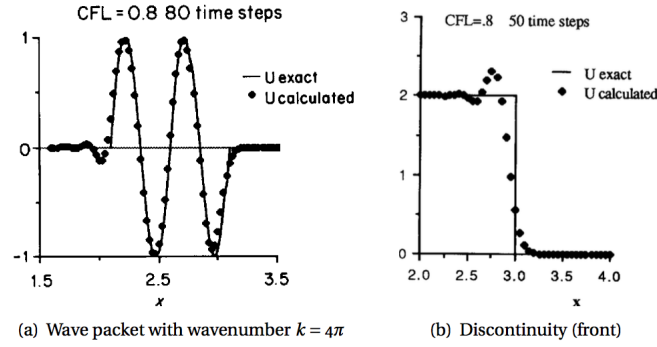 CFL = 0.8 80 time steps
1
0
-1
1.5
2.5
3.5
x
U exact
U calculated
(a) Wave packet with wavenumber k = 4π
CFL=.8 50 time steps
3
2
1
0
2.0
2.5
3.0
3.5
4.0
x
U exact
U calculated
(b) Discontinuity (front)